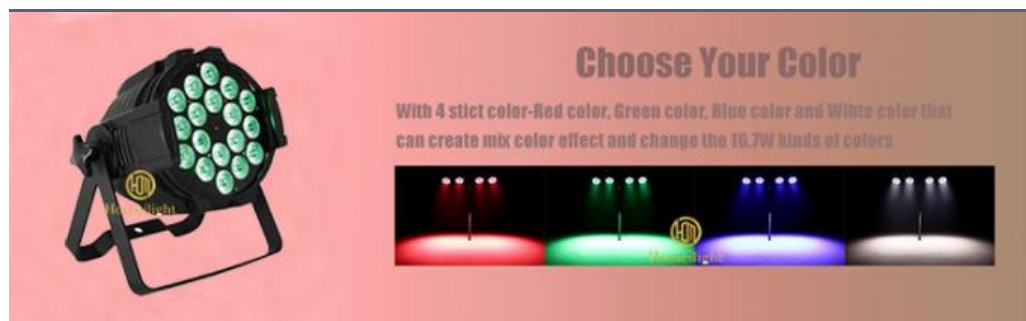 Choose Your Color
With 4 stict color-Red color, Green color, Blue color and Wihte color that
can create mix color effect and change the 16.7W kinds of colors